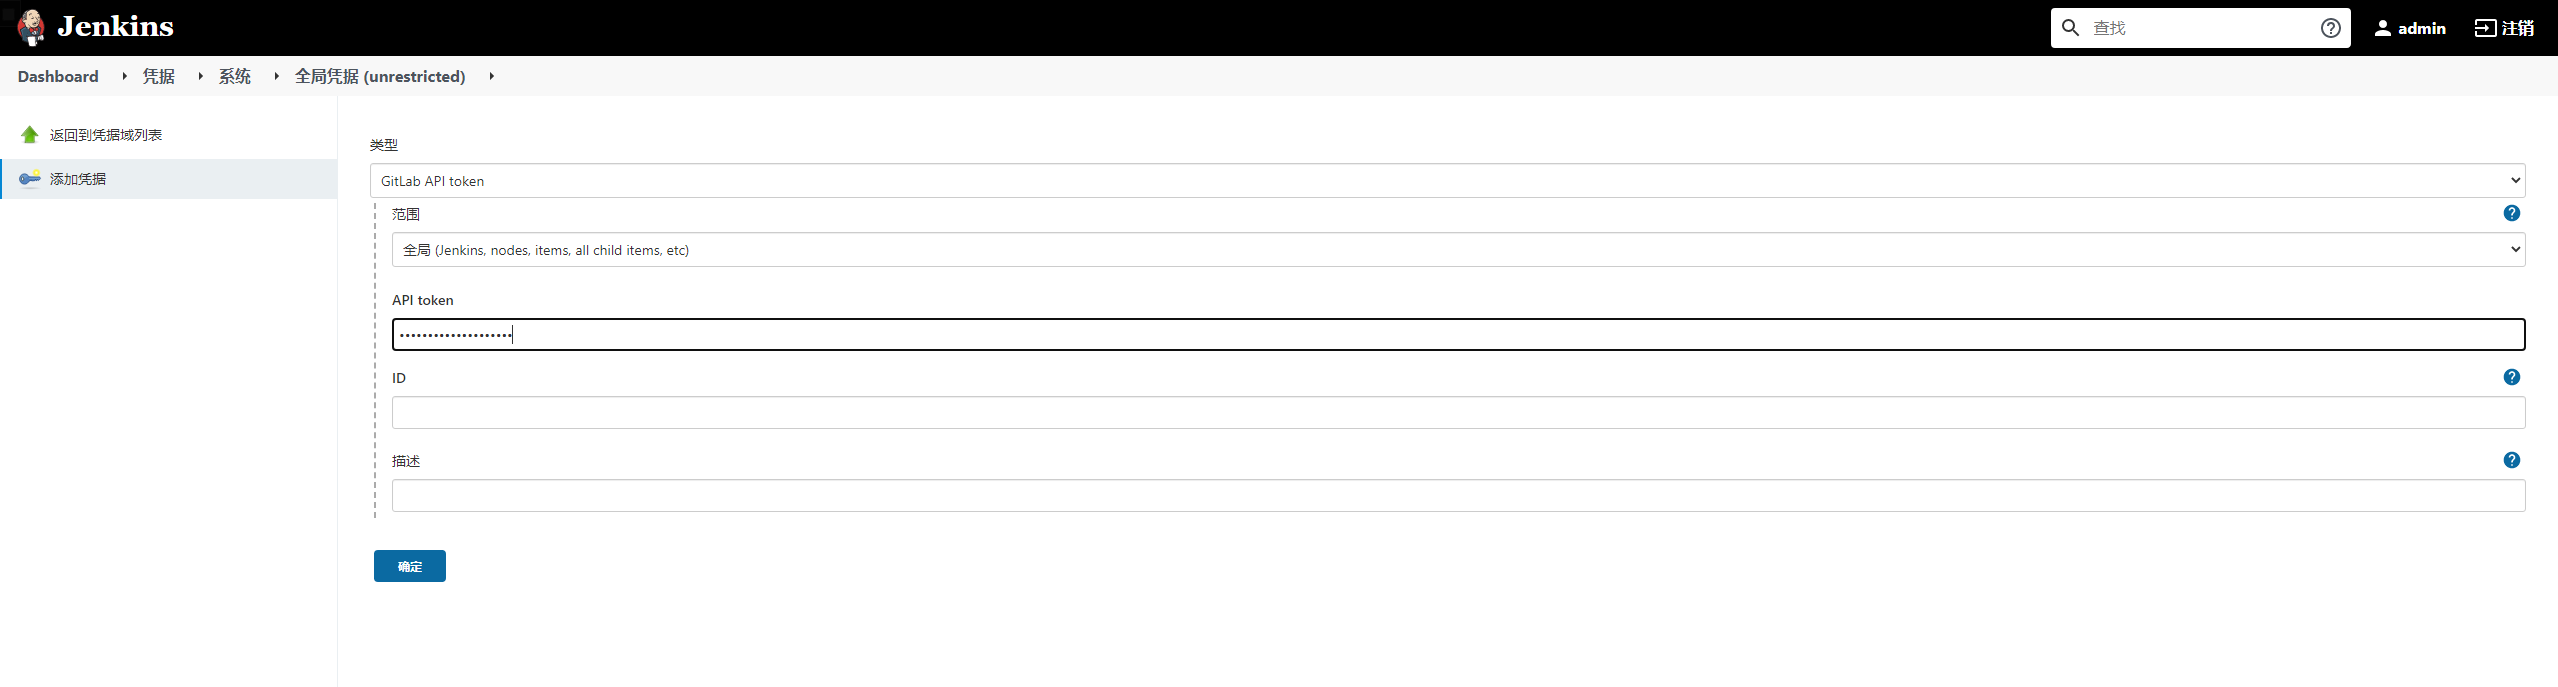 Jenkins
查找
admin
注销
Dashboard 凭据 系统 全局凭据 (unrestricted)
返回到凭据域列表
添加凭据
类型
GitLab API token
范围
全局 (Jenkins, nodes, items, all child items, etc)
API token
••••••••••••••••••••
ID
描述
确定